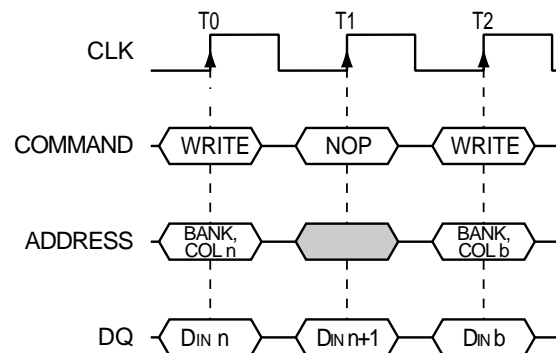 T0 T1 T2
CLK
COMMAND WRITE NOP WRITE
ADDRESS BANK, COL n BANK, COL b
DQ DIN n DIN n+1 DIN b